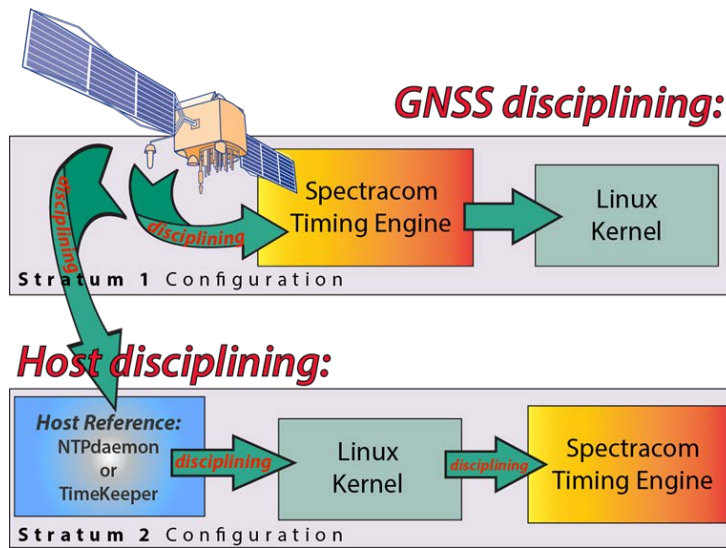 GNSS disciplining:
disciplining
disciplining
Spectracom
Timing Engine
Linux
Kernel
Stratum 1 Configuration
Host disciplining:
Host Reference:
NTPdaemon
or
TimeKeeper
disciplining
Linux
Kernel
disciplining
Spectracom
Timing Engine
Stratum 2 Configuration